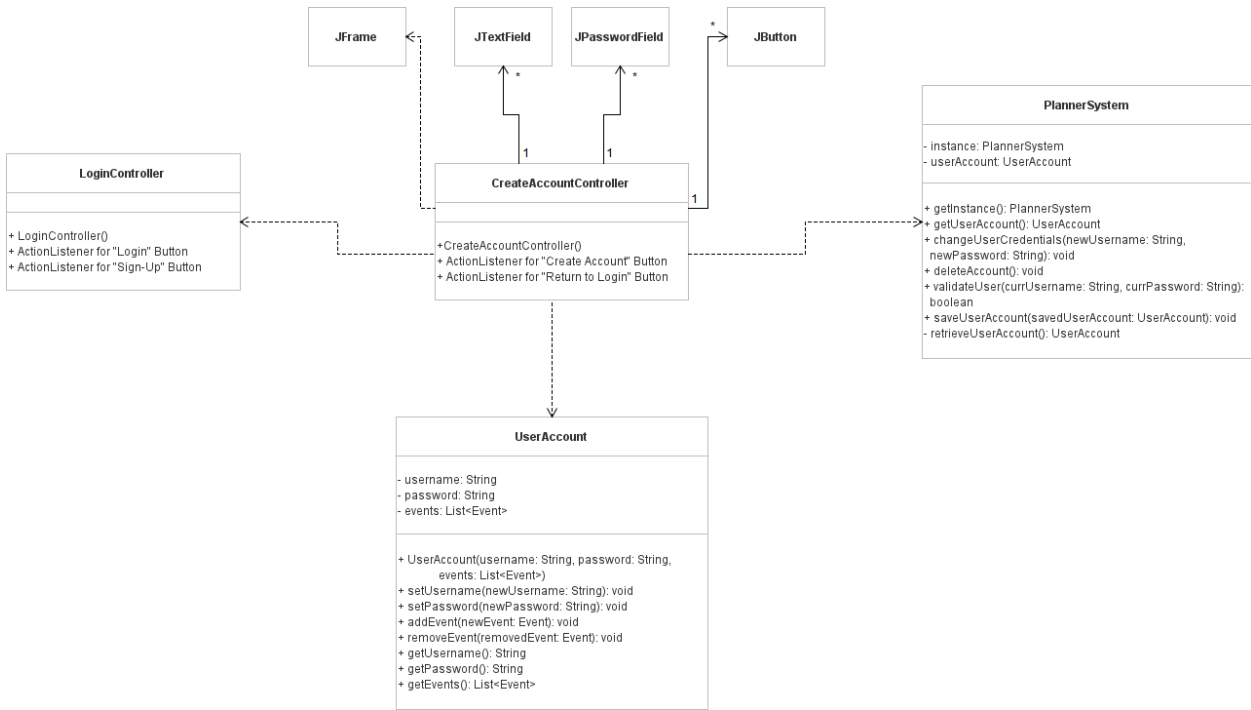 JFrame
JTextField
JPasswordField
JButton
*
*
*
1
1
1
PlannerSystem
- instance: PlannerSystem
- userAccount: UserAccount
+ getInstance(): PlannerSystem
+ getUserAccount(): UserAccount
+ changeUserCredentials(newUsername: String,
newPassword: String): void
+ deleteAccount(): void
+ validateUser(currUsername: String, currPassword: String):
boolean
+ saveUserAccount(savedUserAccount: UserAccount): void
- retrieveUserAccount(): UserAccount
LoginController
+ LoginController()
+ ActionListener for "Login" Button
+ ActionListener for "Sign-Up" Button
CreateAccountController
+CreateAccountController()
+ ActionListener for "Create Account" Button
+ ActionListener for "Return to Login" Button
UserAccount
- username: String
- password: String
- events: List<Event>
+ UserAccount(username: String, password: String,
events: List<Event>)
+ setUsername(newUsername: String): void
+ setPassword(newPassword: String): void
+ addEvent(newEvent: Event): void
+ removeEvent(removedEvent: Event): void
+ getUsername(): String
+ getPassword(): String
+ getEvents(): List<Event>